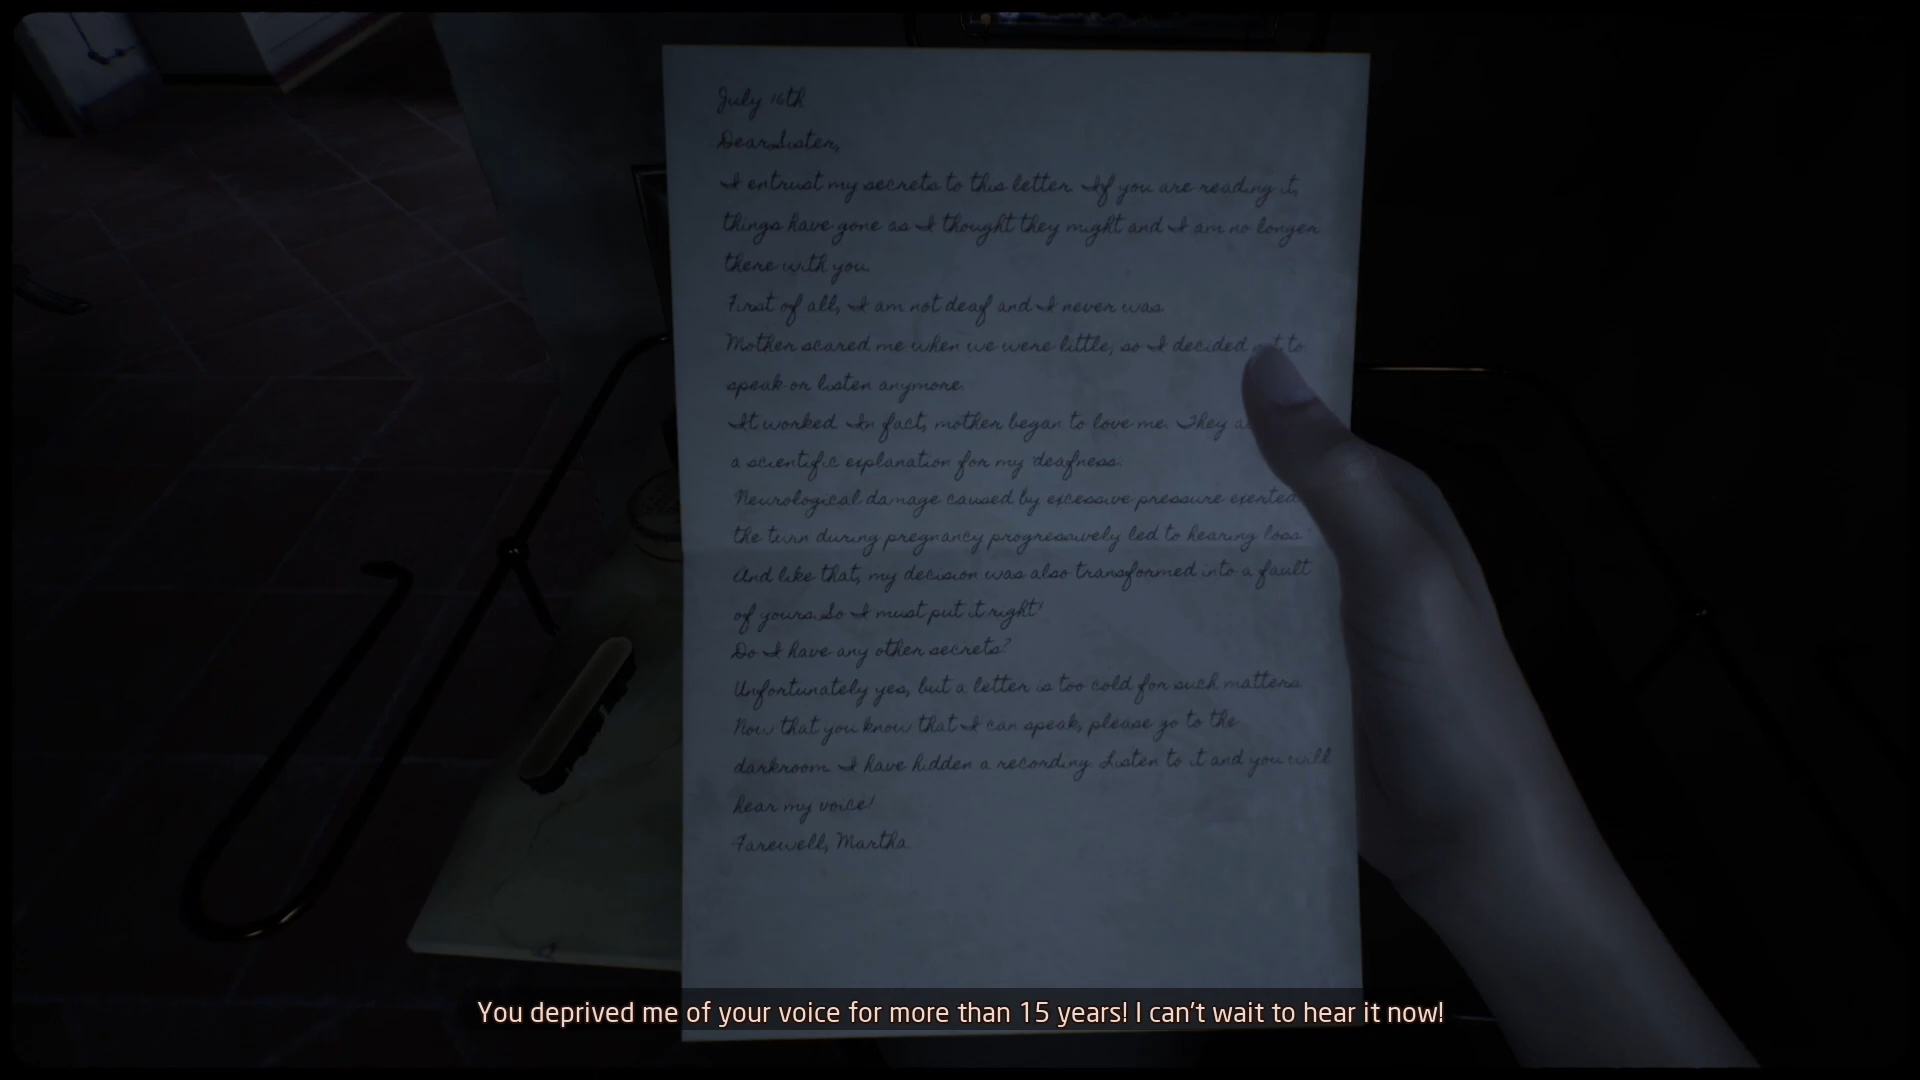 July 16th
Dear Sister,
I entrust my secrets to this letter. If you are reading it,
things have gone as I thought they might and I am no longer
there with you.
First of all, I am not deaf and I never was.
Mother scared me when we were little, so I decided not to
speak or listen anymore.
It worked. In fact, mother began to love me. They
a scientific explanation for my 'deafness'.
"Neurological damage caused by excessive pressure exerted
the twin during pregnancy progressively led to hearing loss."
And like that, my decision was also transformed into a fault
of yours. So I must put it right!
Do I have any other secrets?
Unfortunately yes, but a letter is too cold for such matters.
Now that you know that I can speak, please go to the
darkroom. I have hidden a recording. Listen to it and you will
hear my voice!
Farewell, Martha
You deprived me of your voice for more than 15 years! I can't wait to hear it now!